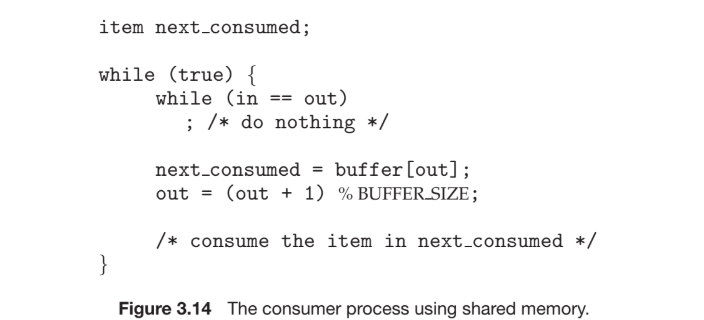 item next_consumed;
while (true) {
while (in == out)
; /* do nothing */
next_consumed = buffer[out];
out = (out + 1) % BUFFER_SIZE;
/* consume the item in next_consumed */
}
Figure 3.14 The consumer process using shared memory.